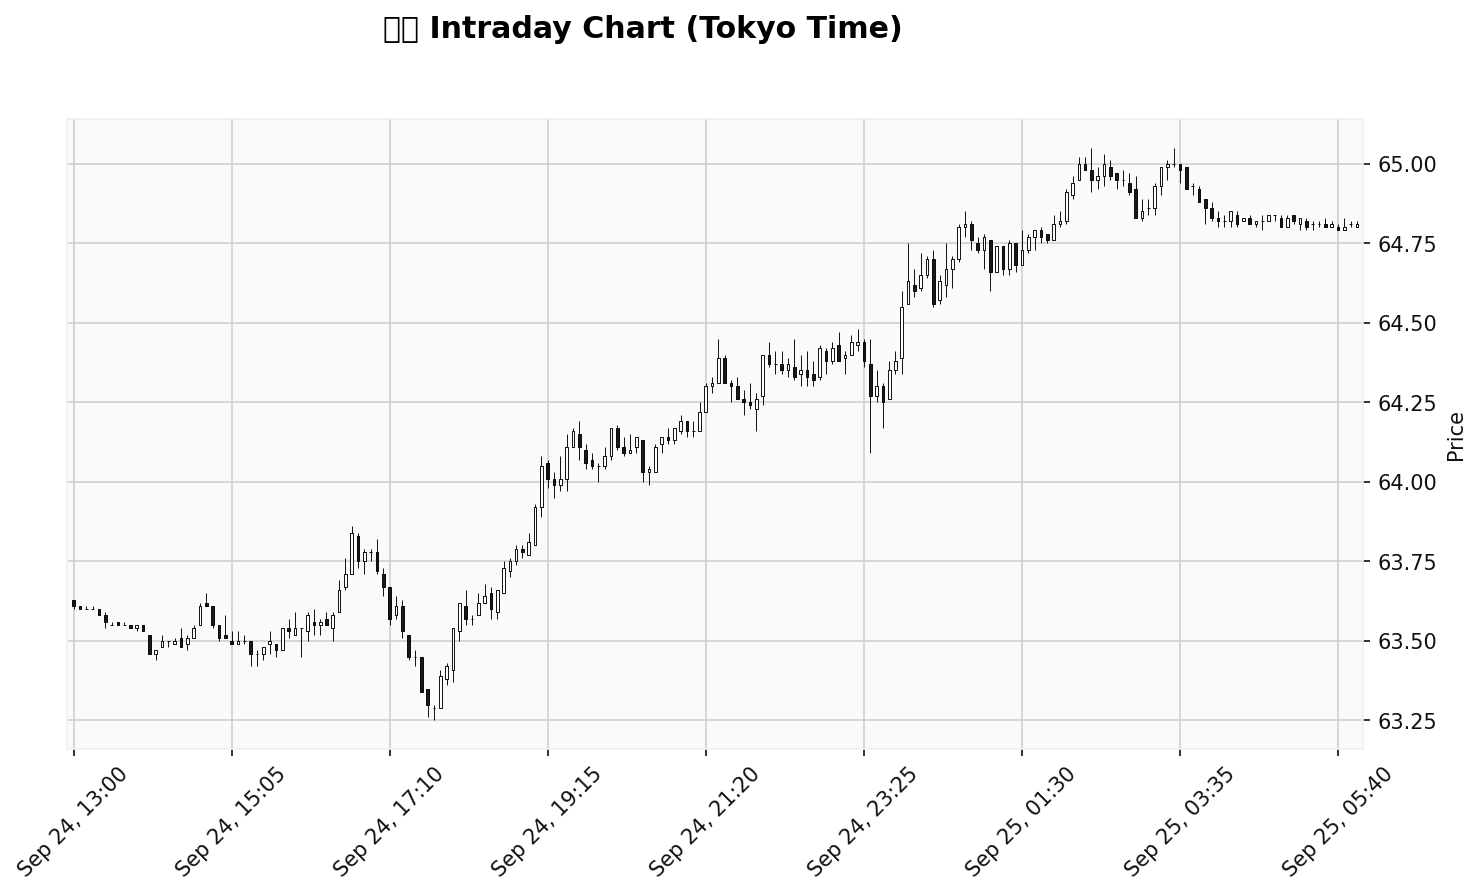 Intraday Chart (Tokyo Time)
65.00
64.75
64.50
64.25
64.00
63.75
63.50
63.25
Price
Sep 24, 13:00
Sep 24, 15:05
Sep 24, 17:10
Sep 24, 19:15
Sep 24, 21:20
Sep 24, 23:25
Sep 25, 01:30
Sep 25, 03:35
Sep 25, 05:40